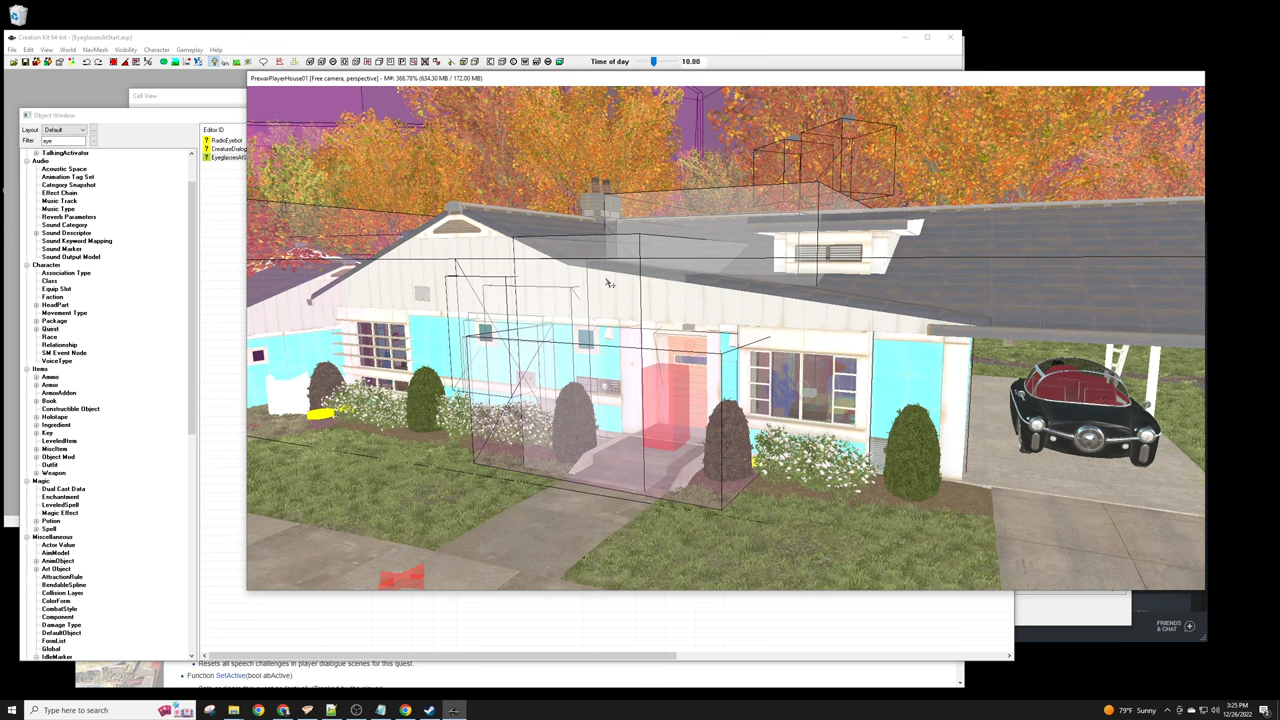 Creation Kit 64-bit - [EyeglassesAtStart.esp]
File Edit View World NavMesh Visibility Character Gameplay Help
Time of day 10.00
PrewarPlayerHouse01 [Free camera, perspective] - M#: 368.78% (634.30 MB / 172.00 MB)
Cell View
Object Window
Layout Default
Filter eye
Editor ID
RadioEyebot
CreatureDialog
EyeglassesAtS
TalkingActivator
Audio
Acoustic Space
Animation Tag Set
Category Snapshot
Effect Chain
Music Track
Music Type
Reverb Parameters
Sound Category
Sound Descriptor
Sound Keyword Mapping
Sound Marker
Sound Output Model
Character
Association Type
Class
Equip Slot
Faction
HeadPart
Movement Type
Package
Quest
Race
Relationship
SM Event Node
VoiceType
Items
Ammo
Armor
ArmorAddon
Book
Constructible Object
Holotape
Ingredient
Key
LeveledItem
MiscItem
Object Mod
Outfit
Weapon
Magic
Dual Cast Data
Enchantment
LeveledSpell
Magic Effect
Potion
Spell
Miscellaneous
Actor Value
AimModel
AnimObject
Art Object
AttractionRule
BendableSpline
Collision Layer
ColorForm
CombatStyle
Component
Damage Type
DefaultObject
FormList
Global
IdleMarker
FRIENDS
& CHAT
Resets all speech challenges in player dialogue scenes for this quest.
Function SetActive(bool abActive)
Type here to search
79°F Sunny
3:25 PM
12/26/2022
2